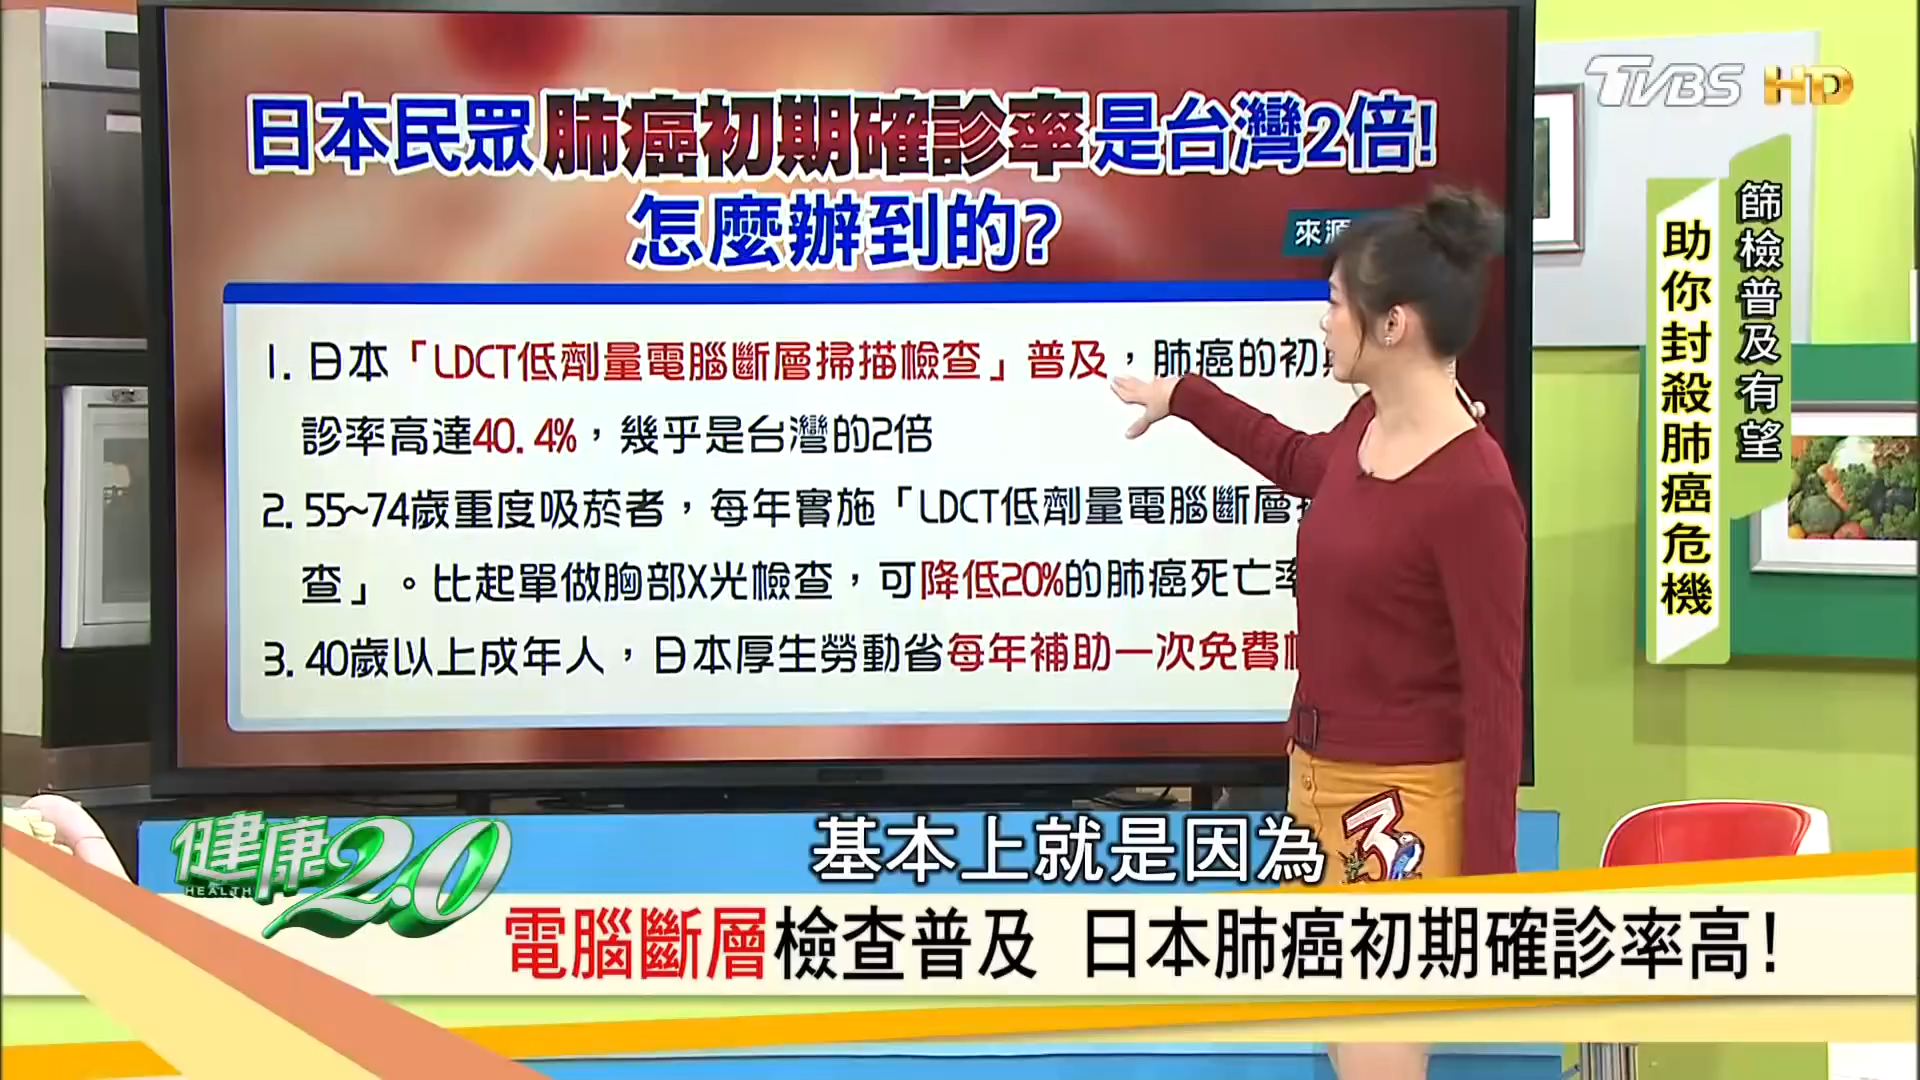 TVBS HD
日本民眾肺癌初期確診率是台灣2倍!
怎麼辦到的?
來源
1. 日本「LDCT低劑量電腦斷層掃描檢查」普及，肺癌的初
診率高達40.4%，幾乎是台灣的2倍
2. 55~74歲重度吸菸者，每年實施「LDCT低劑量電腦斷層
查」。比起單做胸部X光檢查，可降低20%的肺癌死亡率
3. 40歲以上成年人，日本厚生勞動省每年補助一次免費
篩檢普及有望
助你封殺肺癌危機
3
健康2.0
HEALTH
基本上就是因為
電腦斷層檢查普及 日本肺癌初期確診率高!